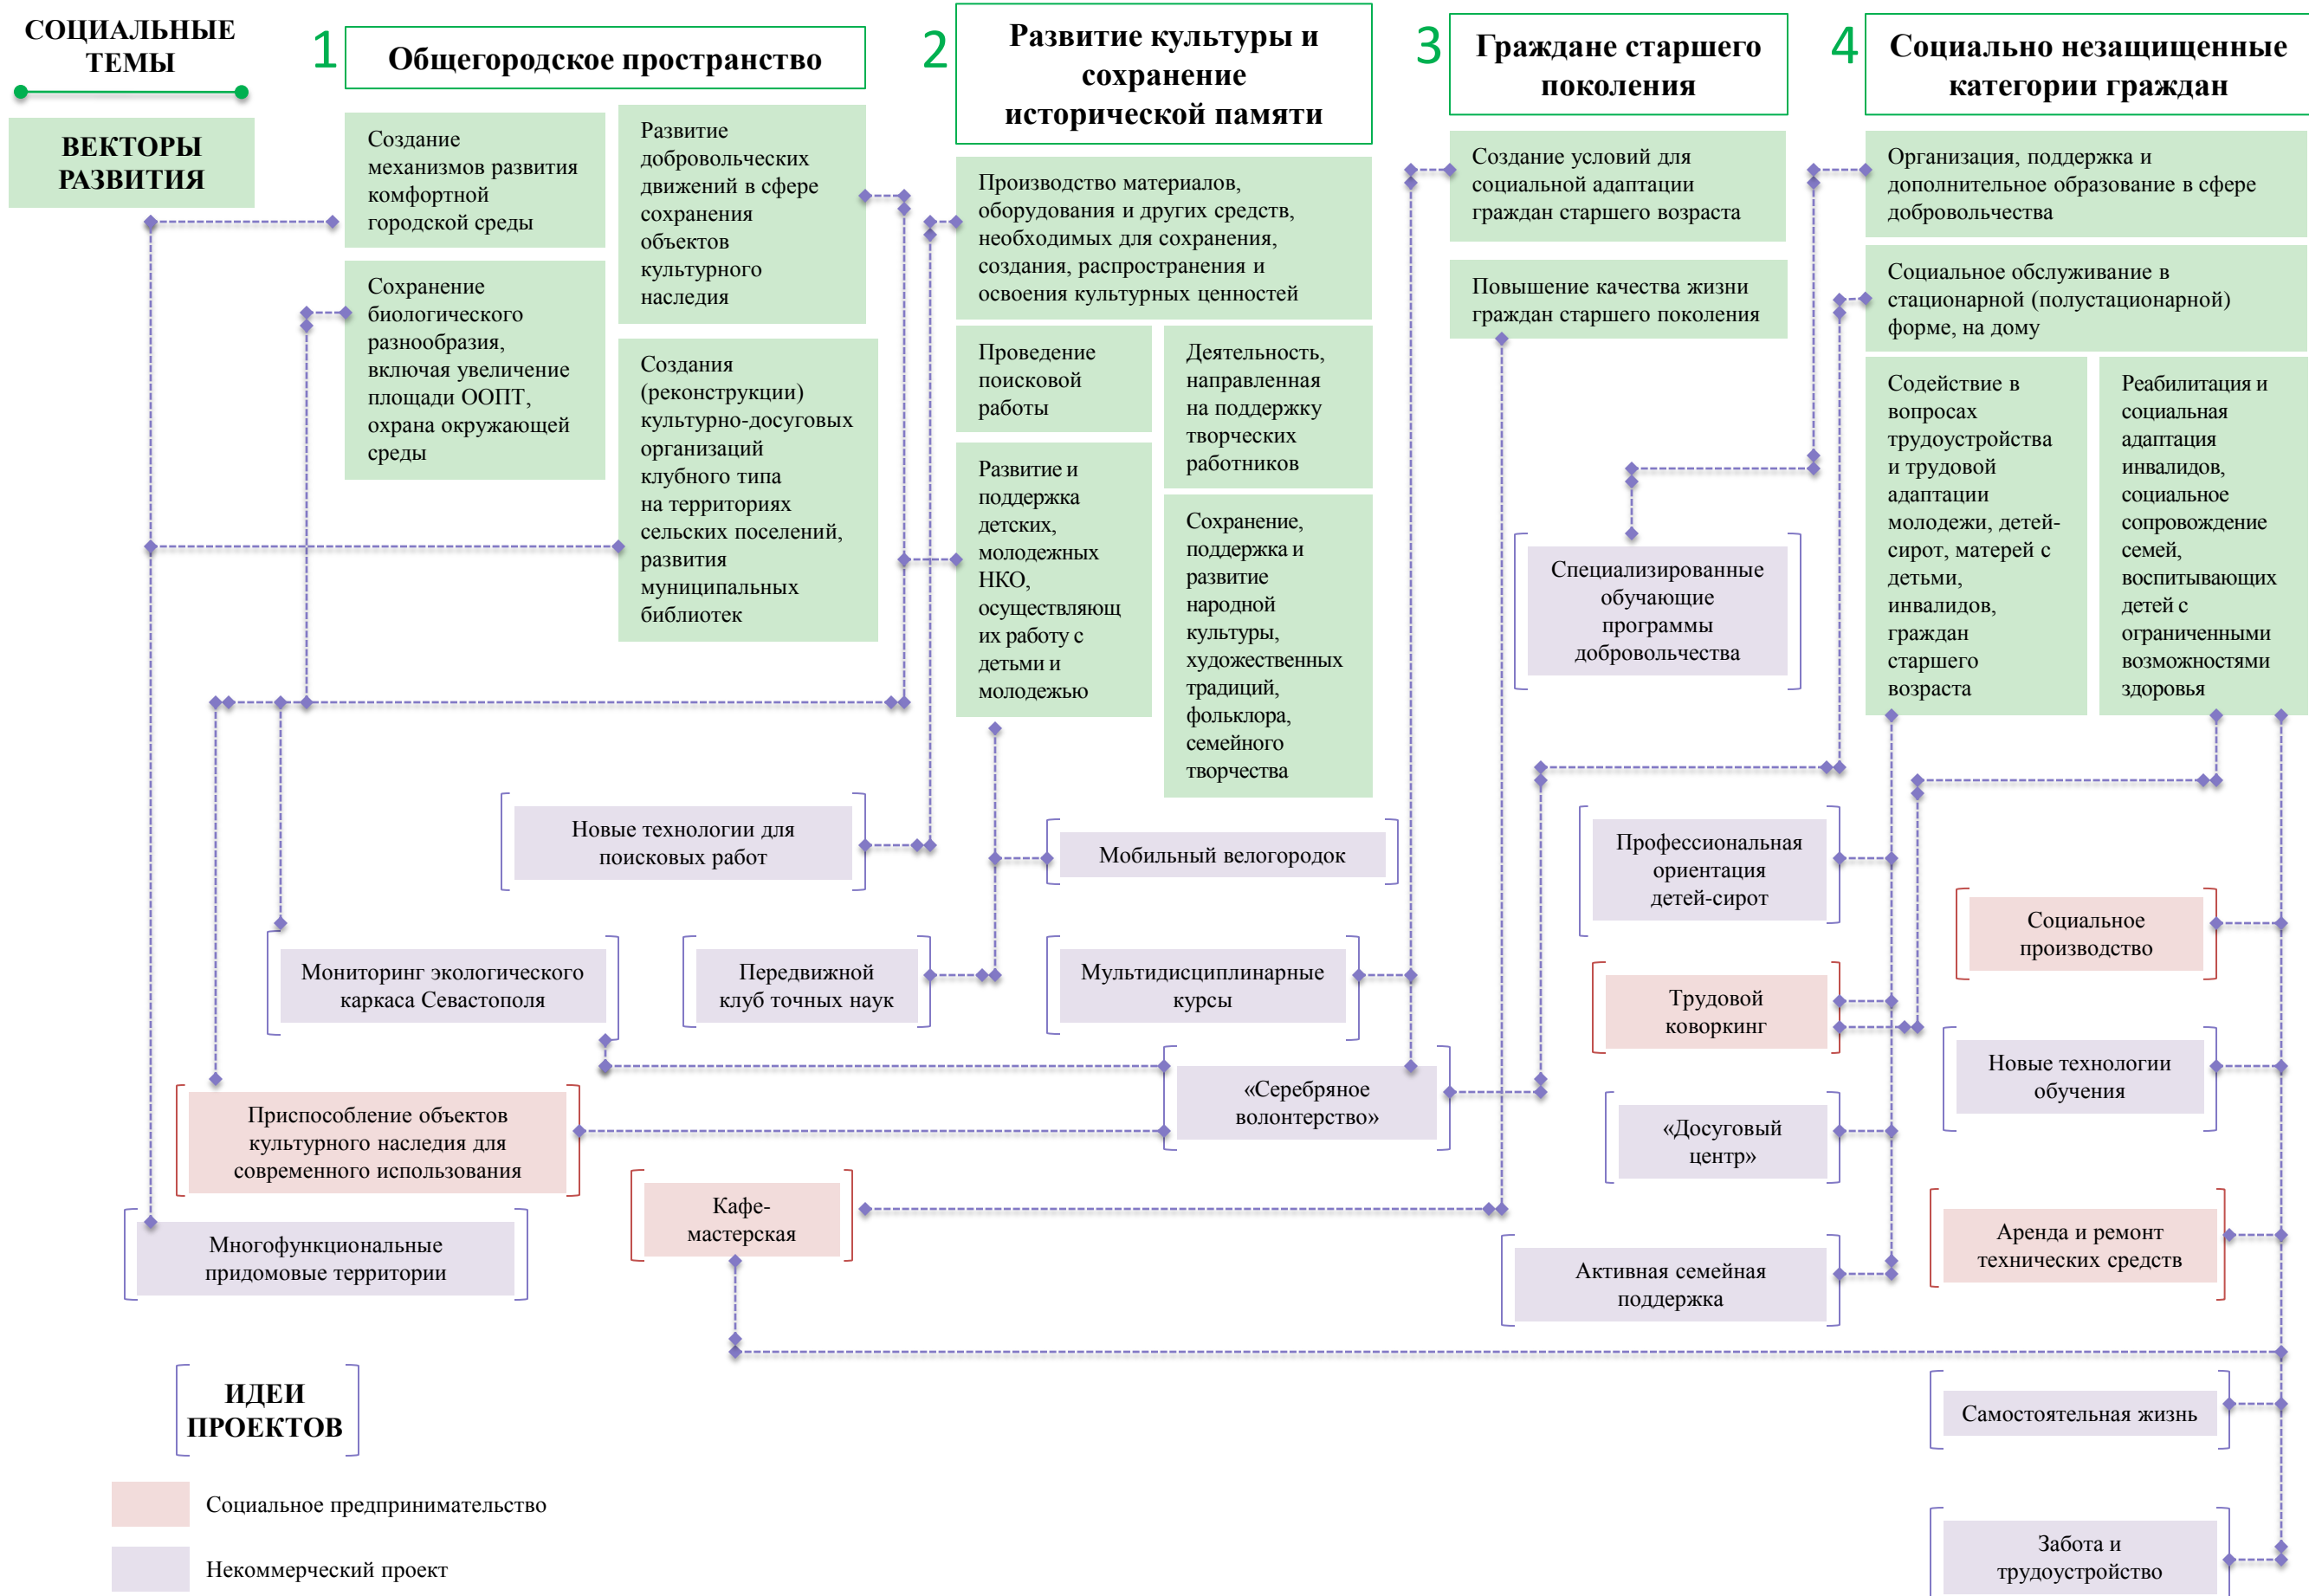 СОЦИАЛЬНЫЕ
ТЕМЫ
ВЕКТОРЫ
РАЗВИТИЯ
1
Общегородское пространство
Создание
механизмов развития
комфортной
городской среды
Развитие
добровольческих
движений в сфере
сохранения
объектов
культурного
наследия
Сохранение
биологического
разнообразия,
включая увеличение
площади ООПТ,
охрана окружающей
среды
Создания
(реконструкции)
культурно-досуговых
организаций
клубного типа
на территориях
сельских поселений,
развития
муниципальных
библиотек
2
Развитие культуры и
сохранение
исторической памяти
Производство материалов,
оборудования и других средств,
необходимых для сохранения,
создания, распространения и
освоения культурных ценностей
Проведение
поисковой
работы
Деятельность,
направленная
на поддержку
творческих
работников
Развитие и
поддержка
детских,
молодежных
НКО,
осуществляющ
их работу с
детьми и
молодежью
Сохранение,
поддержка и
развитие
народной
культуры,
художественных
традиций,
фольклора,
семейного
творчества
3
Граждане старшего
поколения
Создание условий для
социальной адаптации
граждан старшего возраста
Повышение качества жизни
граждан старшего поколения
4
Социально незащищенные
категории граждан
Организация, поддержка и
дополнительное образование в сфере
добровольчества
Социальное обслуживание в
стационарной (полустационарной)
форме, на дому
Содействие в
вопросах
трудоустройства
и трудовой
адаптации
молодежи, детей-
сирот, матерей с
детьми,
инвалидов,
граждан
старшего
возраста
Реабилитация и
социальная
адаптация
инвалидов,
социальное
сопровождение
семей,
воспитывающих
детей с
ограниченными
возможностями
здоровья
Специализированные
обучающие
программы
добровольчества
Новые технологии для
поисковых работ
Мобильный велогородок
Профессиональная
ориентация
детей-сирот
Социальное
производство
Мониторинг экологического
каркаса Севастополя
Передвижной
клуб точных наук
Мультидисциплинарные
курсы
Трудовой
коворкинг
Новые технологии
обучения
«Серебряное
волонтерство»
Приспособление объектов
культурного наследия для
современного использования
«Досуговый
центр»
Кафе-
мастерская
Многофункциональные
придомовые территории
Аренда и ремонт
технических средств
Активная семейная
поддержка
ИДЕИ
ПРОЕКТОВ
Самостоятельная жизнь
Социальное предпринимательство
Некоммерческий проект
Забота и
трудоустройство